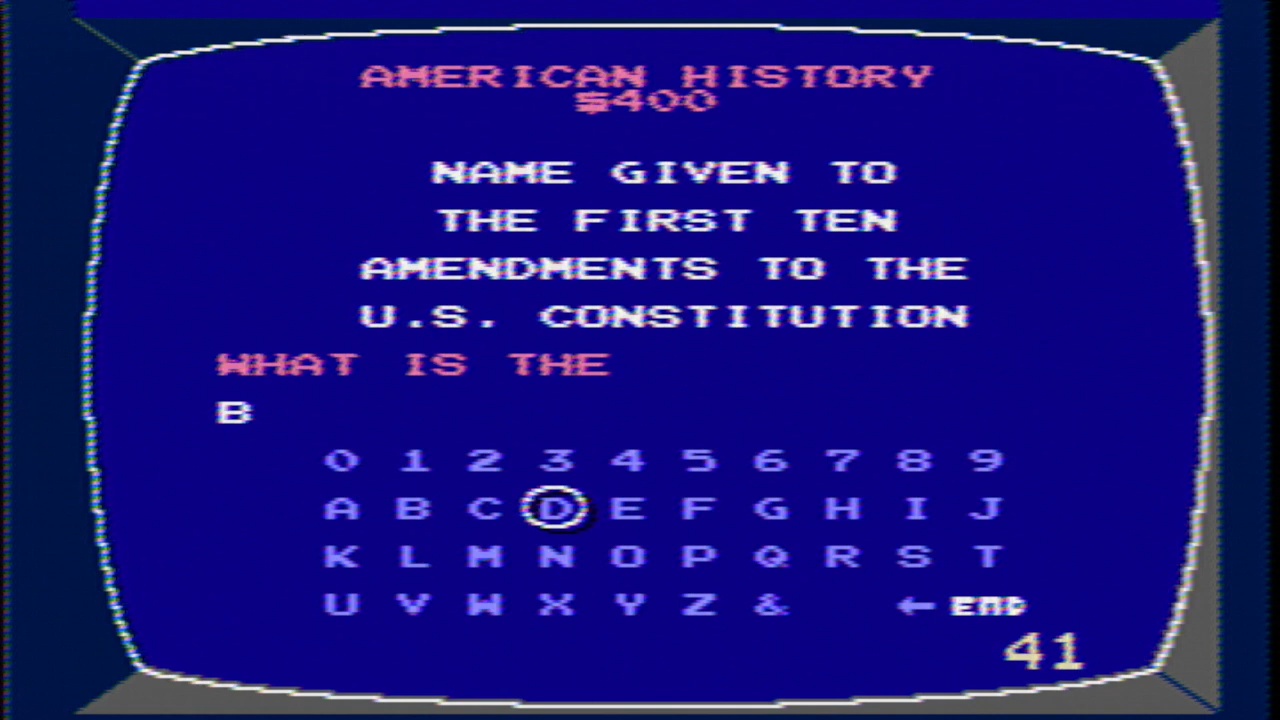 AMERICAN HISTORY
$400
NAME GIVEN TO
THE FIRST TEN
AMENDMENTS TO THE
U.S. CONSTITUTION
WHAT IS THE
B
0 1 2 3 4 5 6 7 8 9
A B C D E F G H I J
K L M N O P Q R S T
U V W X Y Z & ← END
41